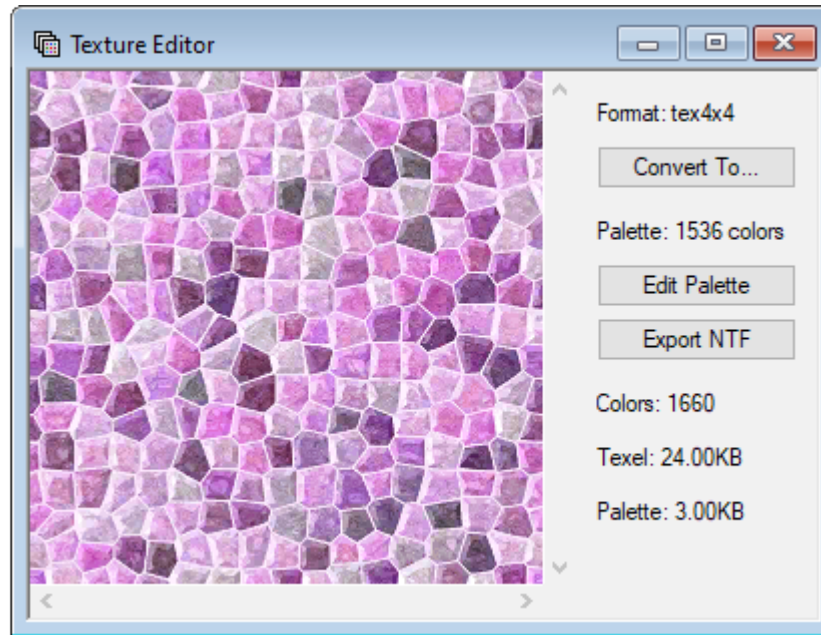 Texture Editor
Format: tex4x4
Convert To...
Palette: 1536 colors
Edit Palette
Export NTF
Colors: 1660
Texel: 24.00KB
Palette: 3.00KB